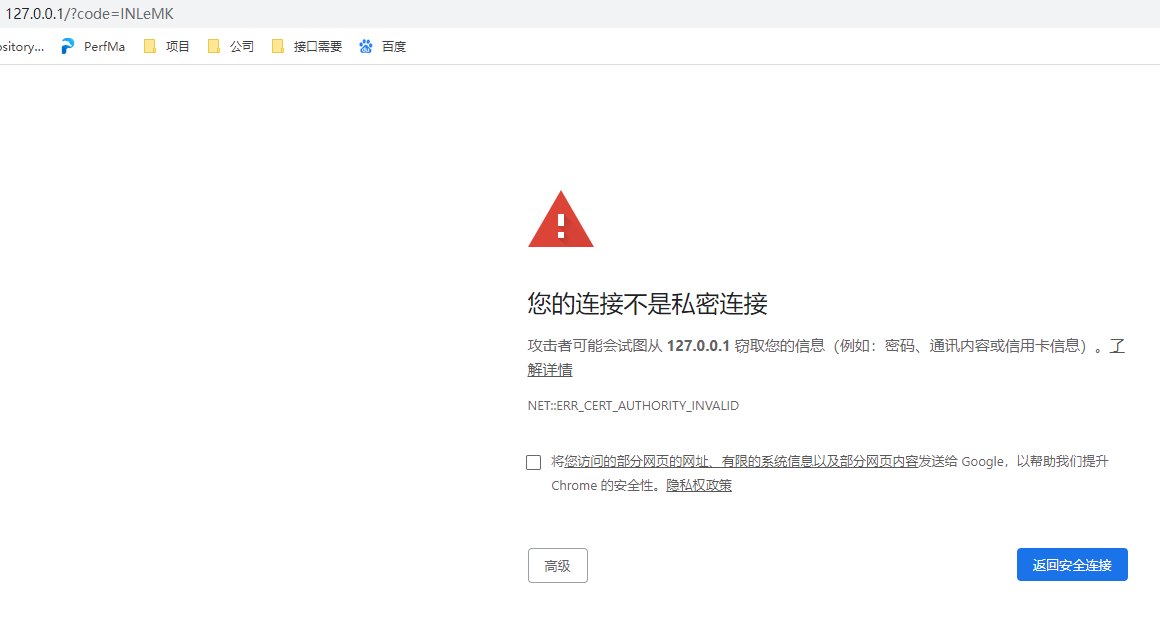 127.0.0.1/?code=INLeMK
ository... PerfMa 项目 公司 接口需要 百度
您的连接不是私密连接
攻击者可能会试图从 127.0.0.1 窃取您的信息（例如：密码、通讯内容或信用卡信息）。了
解详情
NET::ERR_CERT_AUTHORITY_INVALID
将您访问的部分网页的网址、有限的系统信息以及部分网页内容发送给 Google，以帮助我们提升
Chrome 的安全性。隐私权政策
高级 返回安全连接